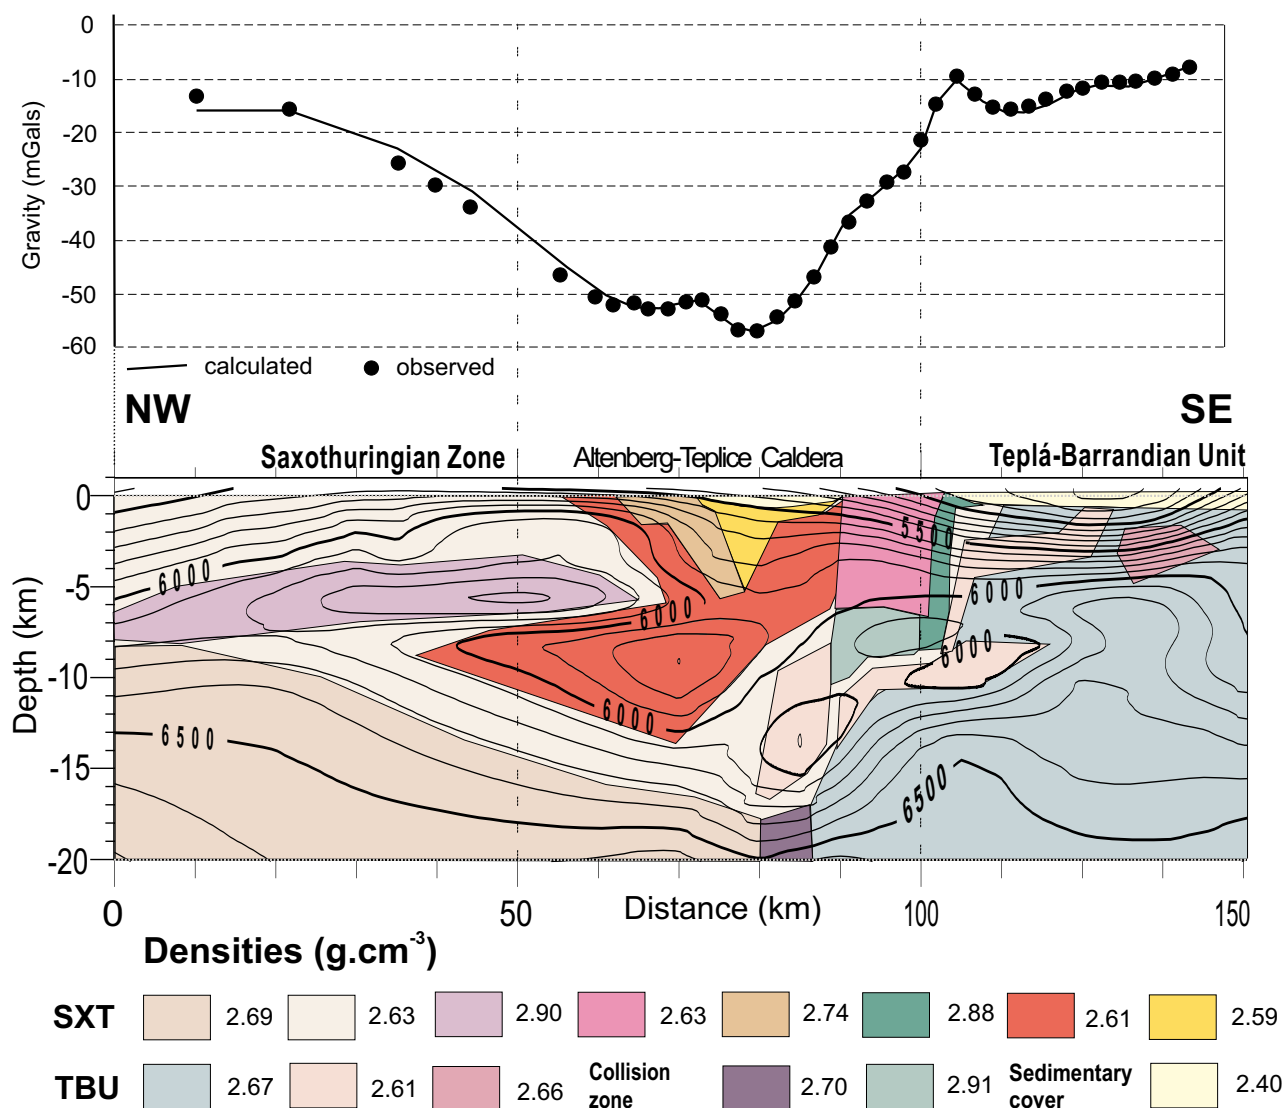 0
-10
-20
-30
-40
-50
-60
Gravity (mGals)
calculated observed
NW SE
Saxothuringian Zone Altenberg-Teplice Caldera Teplá-Barrandian Unit
0
-5
-10
-15
-20
Depth (km)
5500
6000
6000
6000
6000
6000
6500
6500
0 50 Distance (km) 100 150
Densities (g.cm-3)
SXT 2.69 2.63 2.90 2.63 2.74 2.88 2.61 2.59
TBU 2.67 2.61 2.66 Collision zone 2.70 2.91 Sedimentary cover 2.40